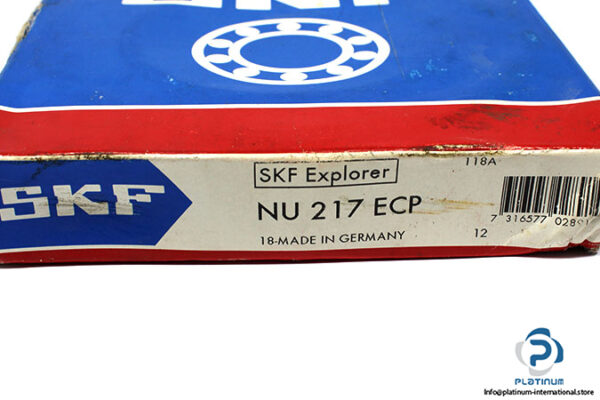 SKF
SKF Explorer
118A
NU 217 ECP
18-MADE IN GERMANY
12
7 316577 0289
PLATINUM
Info@platinum-international.store